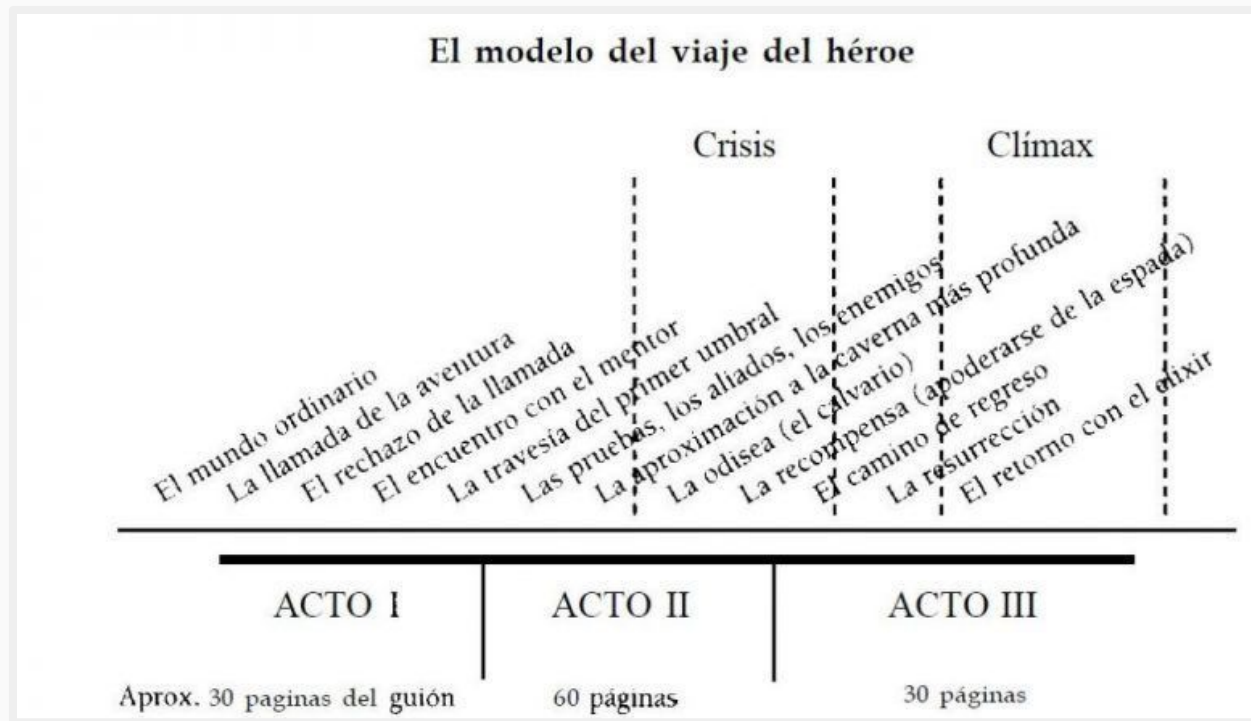 El modelo del viaje del héroe
Crisis
Clímax
El mundo ordinario
La llamada de la aventura
El rechazo de la llamada
El encuentro con el mentor
La travesía del primer umbral
Las pruebas, los aliados, los enemigos
La aproximación a la caverna más profunda
La odisea (el calvario)
La recompensa (apoderarse de la espada)
El camino de regreso
La resurrección
El retorno con el elixir
ACTO I
ACTO II
ACTO III
Aprox. 30 paginas del guión
60 páginas
30 páginas